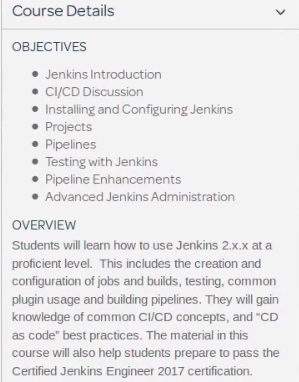 Course Details
OBJECTIVES
Jenkins Introduction
CI/CD Discussion
Installing and Configuring Jenkins
Projects
Pipelines
Testing with Jenkins
Pipeline Enhancements
Advanced Jenkins Administration
OVERVIEW
Students will learn how to use Jenkins 2.x.x at a
proficient level.  This includes the creation and
configuration of jobs and builds, testing, common
plugin usage and building pipelines. They will gain
knowledge of common CI/CD concepts, and “CD
as code” best practices. The material in this
course will also help students prepare to pass the
Certified Jenkins Engineer 2017 certification.